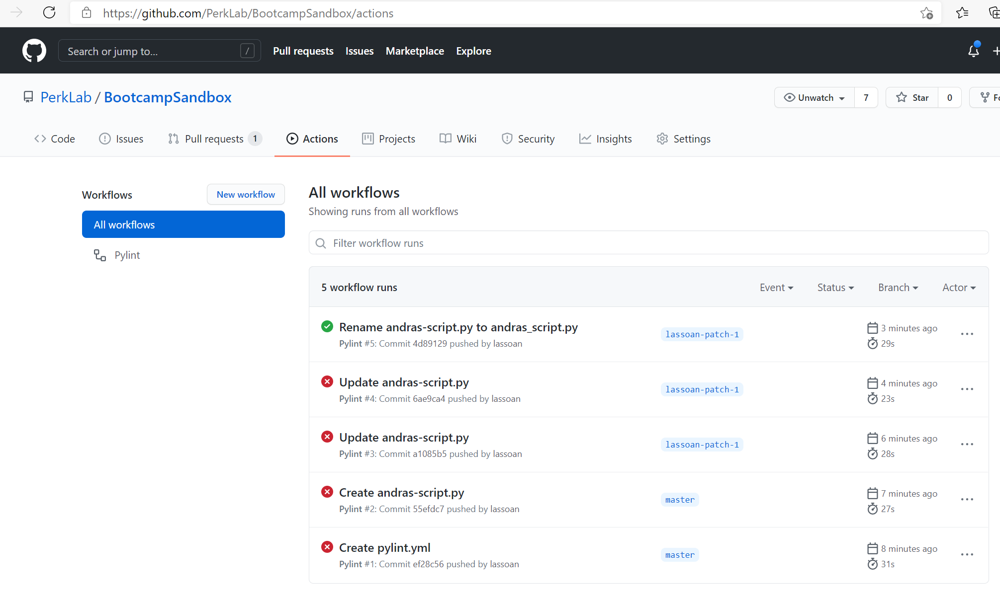 https://github.com/PerkLab/BootcampSandbox/actions
Search or jump to... /
Pull requests Issues Marketplace Explore
PerkLab / BootcampSandbox
Unwatch 7 Star 0
Code Issues Pull requests 1 Actions Projects Wiki Security Insights Settings
Workflows
New workflow
All workflows
Pylint
All workflows
Showing runs from all workflows
Filter workflow runs
5 workflow runs Event Status Branch Actor
Rename andras-script.py to andras_script.py
Pylint #5: Commit 4d89129 pushed by lassoan
lassoan-patch-1
3 minutes ago
29s
Update andras-script.py
Pylint #4: Commit 6ae9ca4 pushed by lassoan
lassoan-patch-1
4 minutes ago
23s
Update andras-script.py
Pylint #3: Commit a1085b5 pushed by lassoan
lassoan-patch-1
6 minutes ago
28s
Create andras-script.py
Pylint #2: Commit 55efdc7 pushed by lassoan
master
7 minutes ago
27s
Create pylint.yml
Pylint #1: Commit ef28c56 pushed by lassoan
master
8 minutes ago
31s